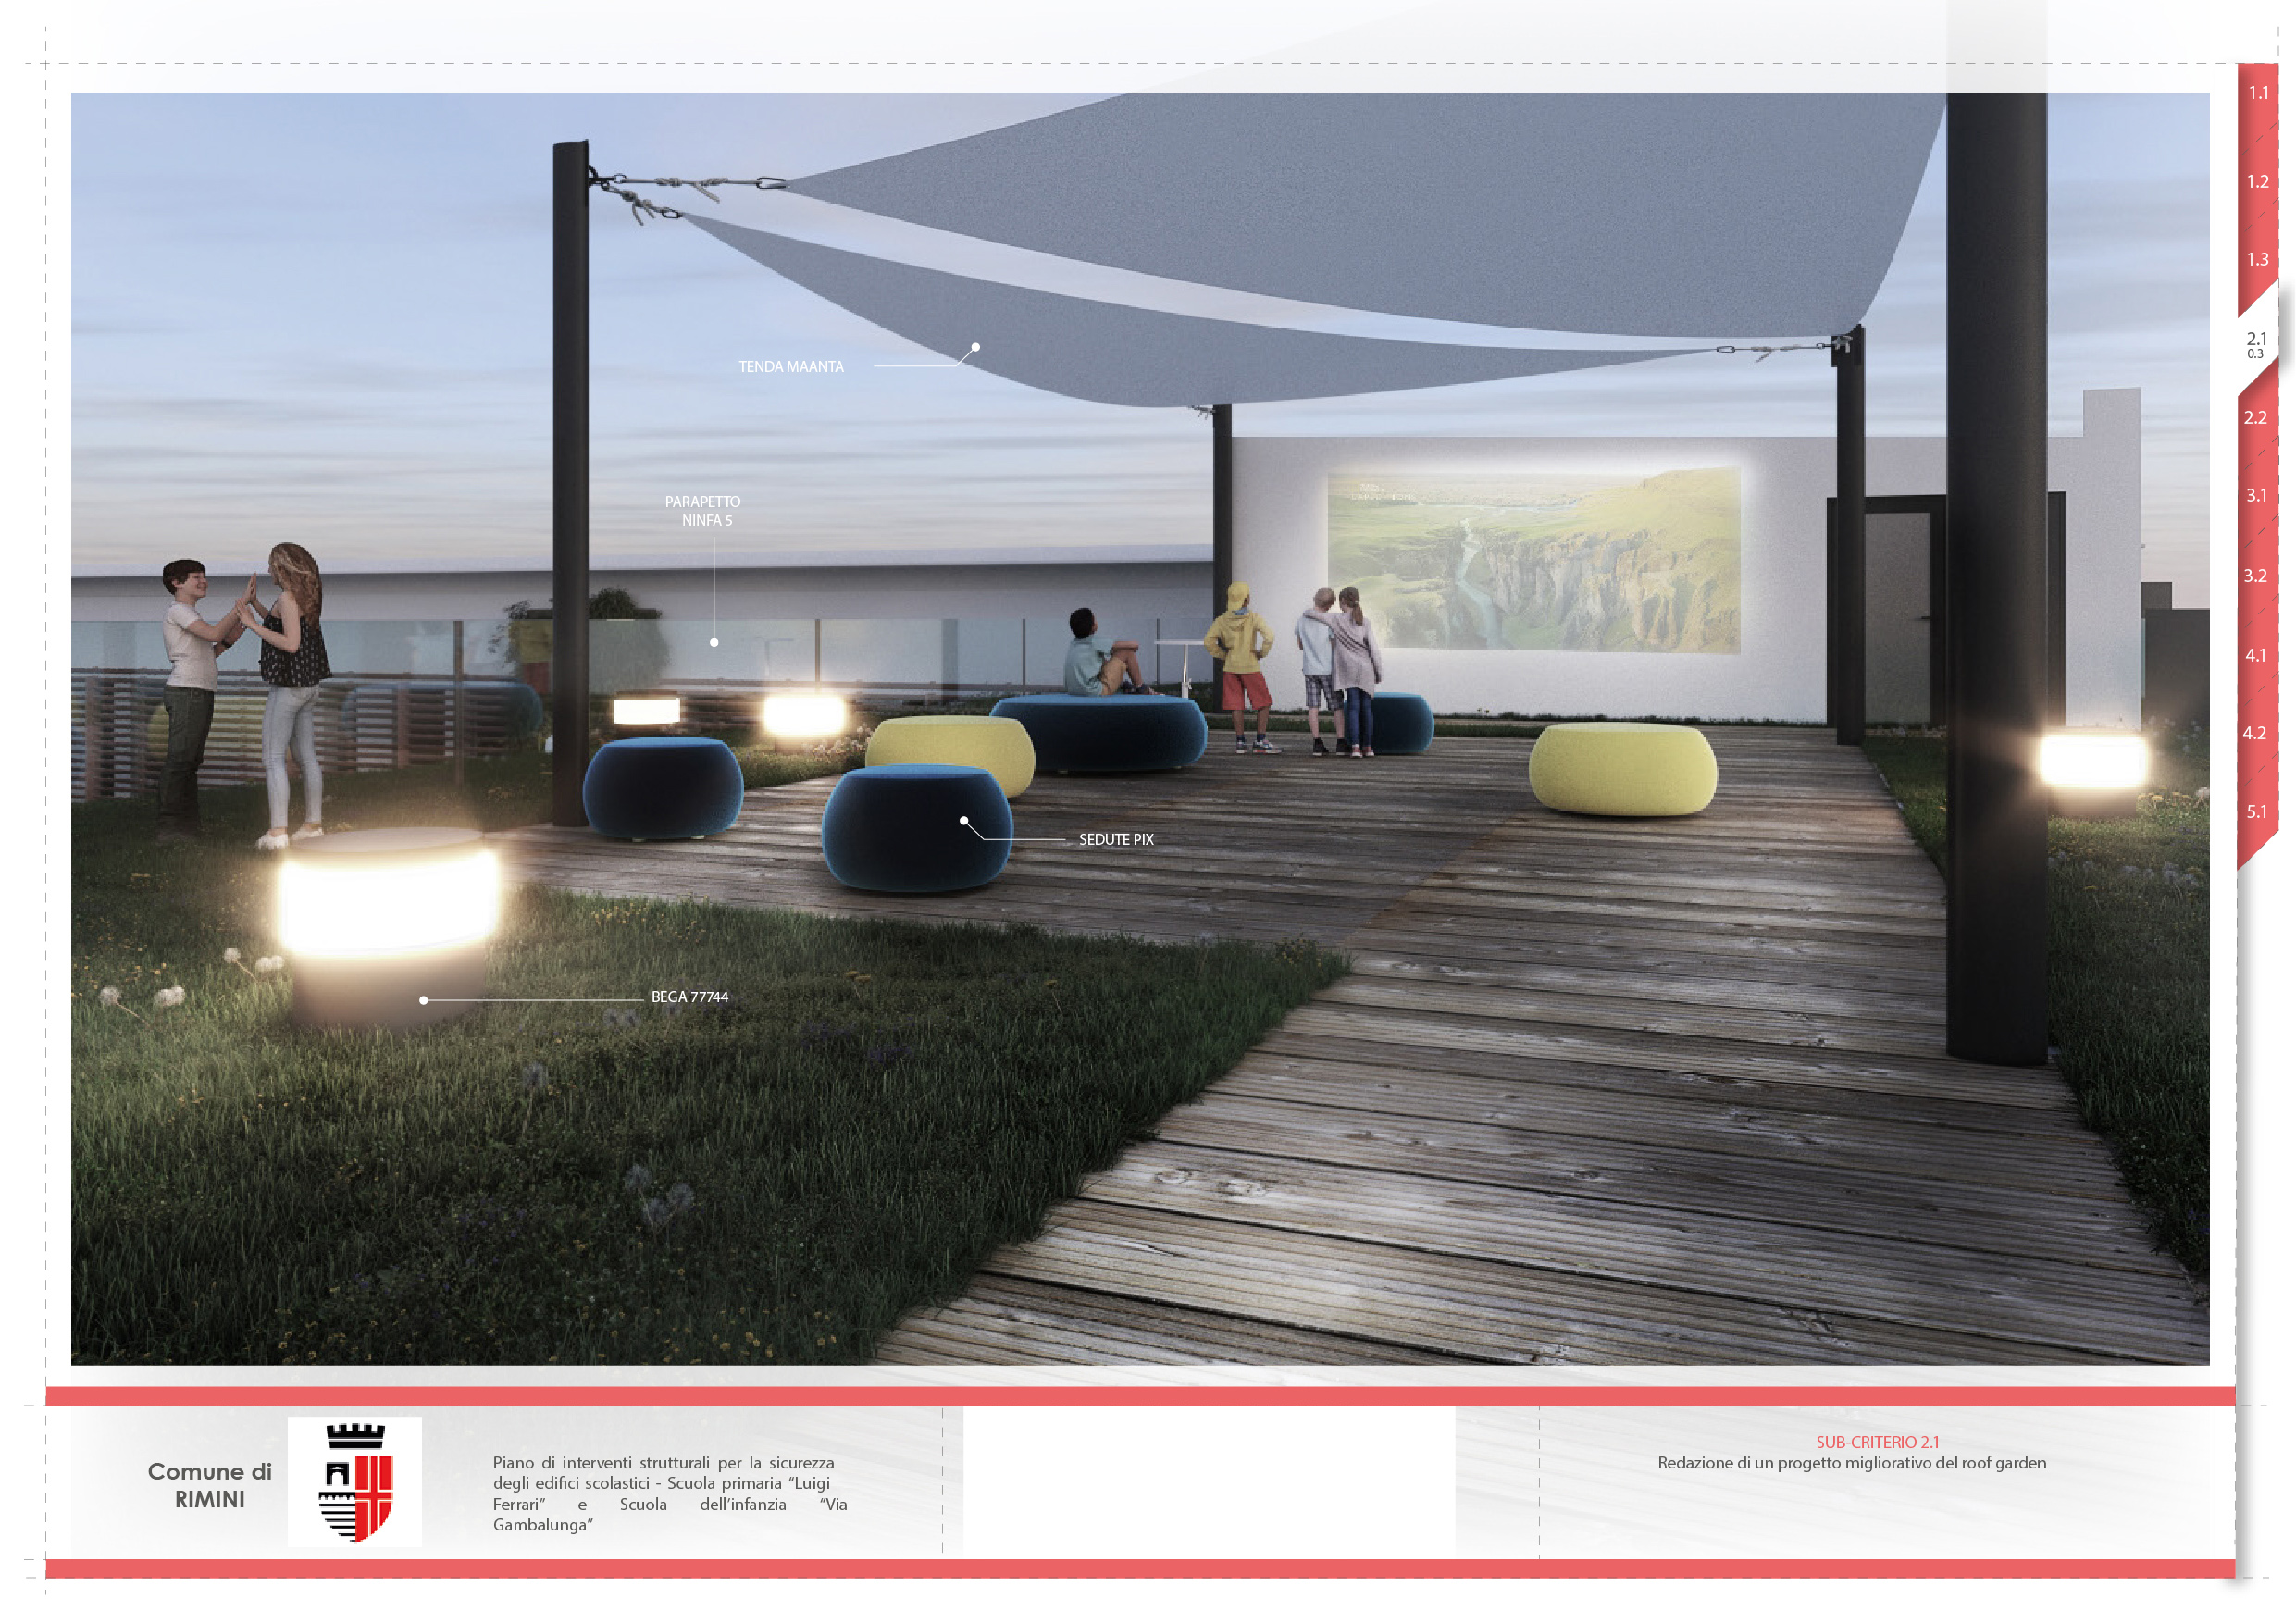 TENDA MAANTA
PARAPETTO
NINFA 5
SEDUTE PIX
BEGA 77744
1.1
1.2
1.3
2.1
0.3
2.2
3.1
3.2
4.1
4.2
5.1
Comune di
RIMINI
Piano di interventi strutturali per la sicurezza
degli edifici scolastici - Scuola primaria “Luigi
Ferrari” e Scuola dell’infanzia “Via
Gambalunga”
SUB-CRITERIO 2.1
Redazione di un progetto migliorativo del roof garden